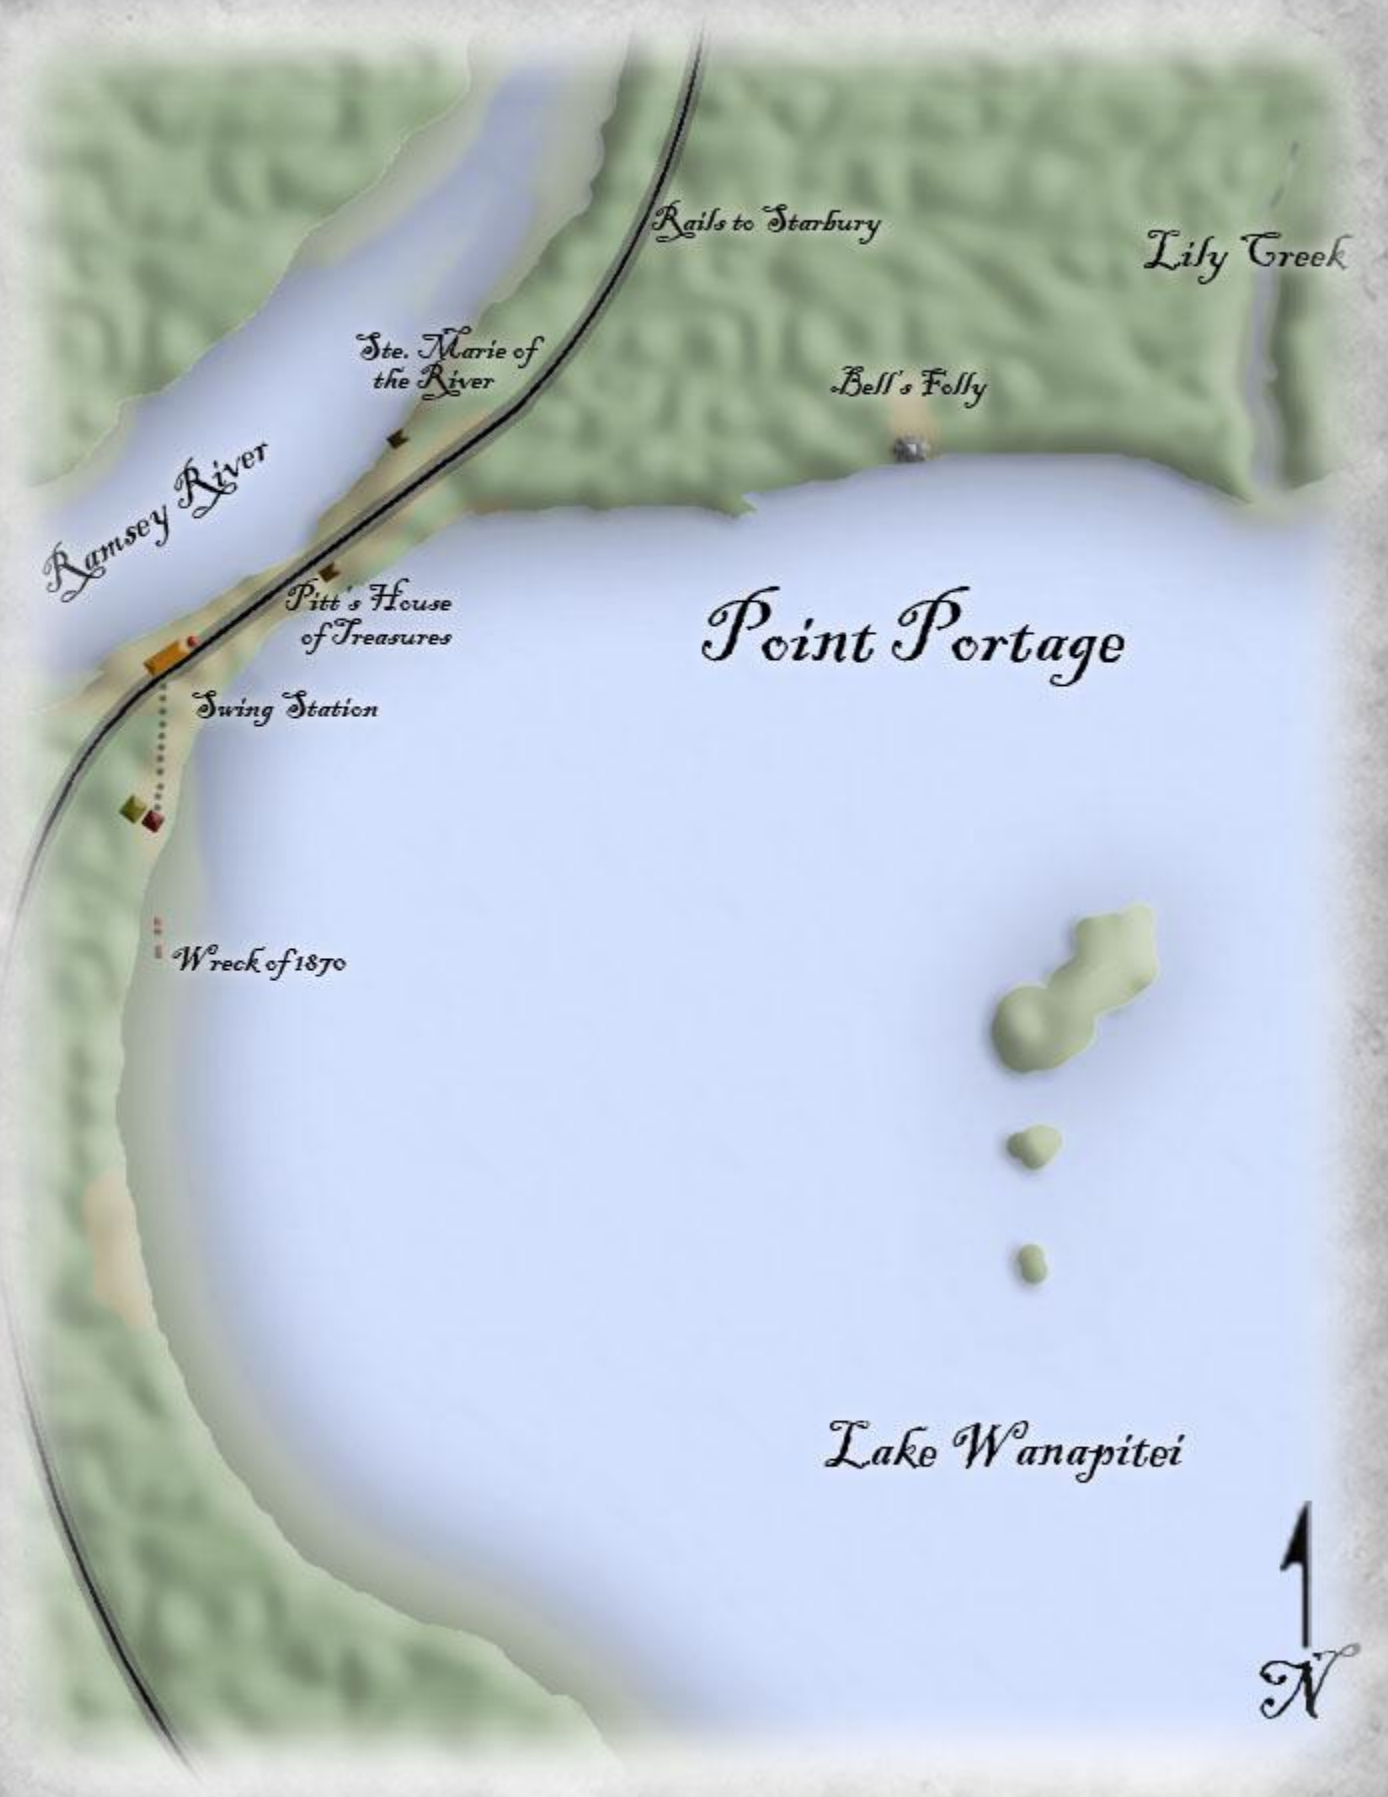 Rails to Starbury
Lily Creek
Ste. Marie of
the River
Bell's Folly
Ramsey River
Pitt's House
of Treasures
Point Portage
Swing Station
Wreck of 1870
Lake Wanapitei
N